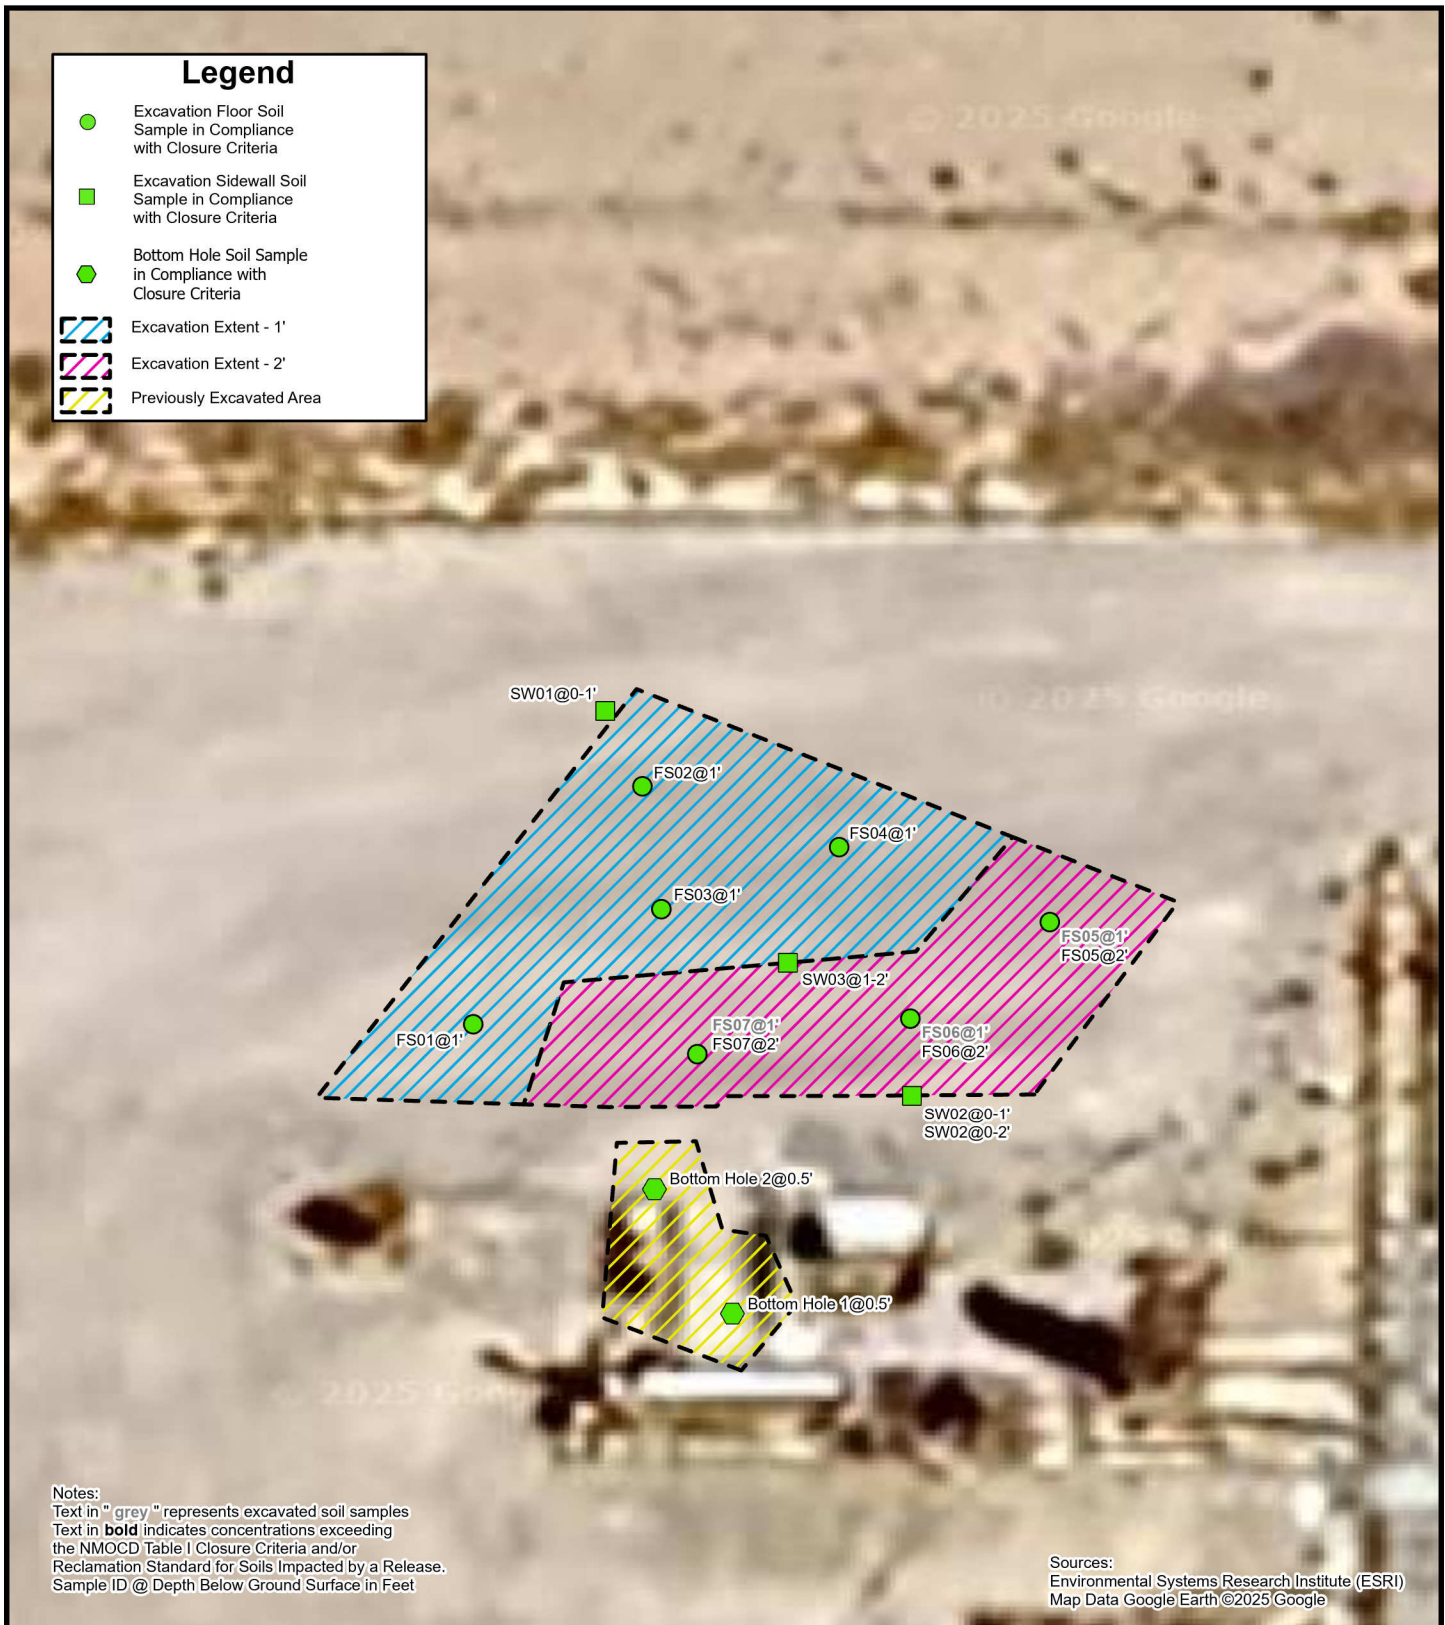 Legend
Excavation Floor Soil
Sample in Compliance
with Closure Criteria
Excavation Sidewall Soil
Sample in Compliance
with Closure Criteria
Bottom Hole Soil Sample
in Compliance with
Closure Criteria
Excavation Extent - 1'
Excavation Extent - 2'
Previously Excavated Area
© 2025 Google
© 2025 Google
SW01@0-1'
FS02@1'
FS04@1'
FS03@1'
FS05@1'
FS05@2'
SW03@1-2'
FS01@1'
FS07@1'
FS07@2'
FS06@1'
FS06@2'
SW02@0-1'
SW02@0-2'
Bottom Hole 2@0.5'
Bottom Hole 1@0.5'
© 2025 Google
Notes:
Text in " grey " represents excavated soil samples
Text in bold indicates concentrations exceeding
the NMOCD Table I Closure Criteria and/or
Reclamation Standard for Soils Impacted by a Release.
Sample ID @ Depth Below Ground Surface in Feet
Sources:
Environmental Systems Research Institute (ESRI)
Map Data Google Earth ©2025 Google